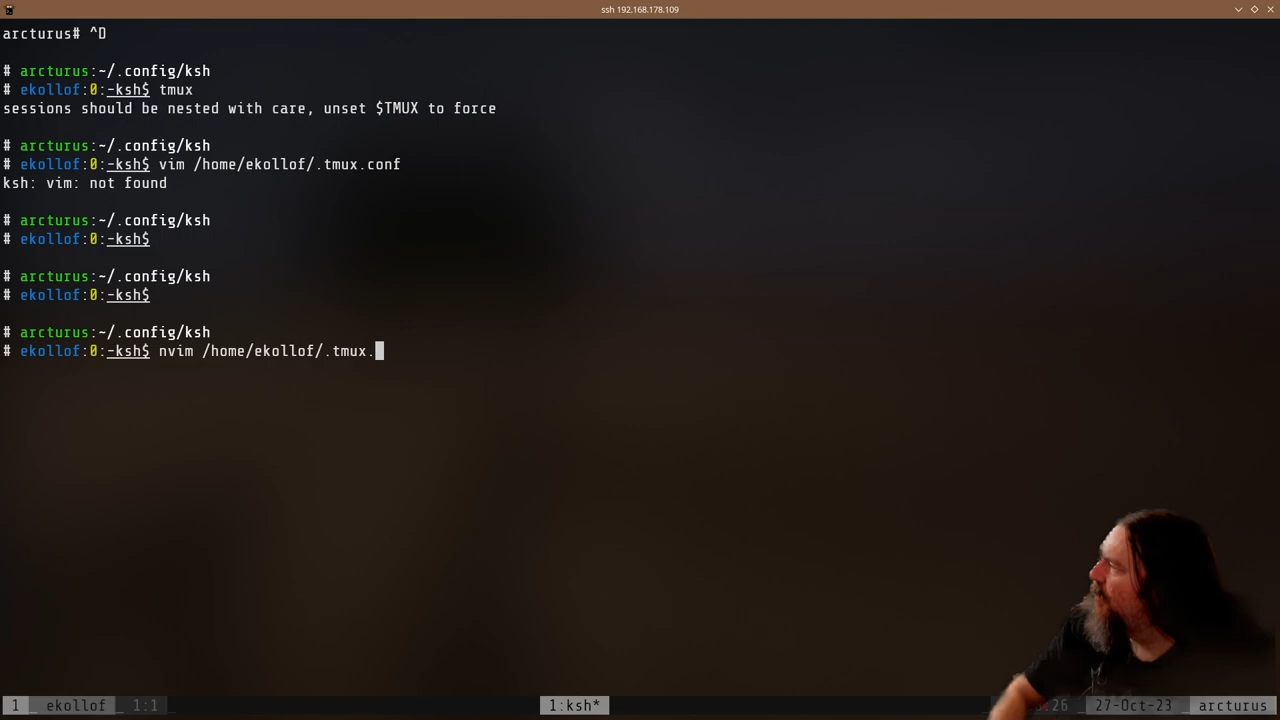 ssh 192.168.178.109
arcturus# ^D
# arcturus:~/.config/ksh
# ekollof:0:-ksh$ tmux
sessions should be nested with care, unset $TMUX to force
# arcturus:~/.config/ksh
# ekollof:0:-ksh$ vim /home/ekollof/.tmux.conf
ksh: vim: not found
# arcturus:~/.config/ksh
# ekollof:0:-ksh$
# arcturus:~/.config/ksh
# ekollof:0:-ksh$
# arcturus:~/.config/ksh
# ekollof:0:-ksh$ nvim /home/ekollof/.tmux.
1 ekollof 1:1 1:ksh* :26 27-Oct-23 arcturus